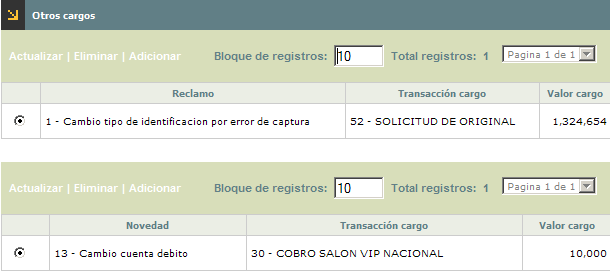 Otros cargos
Actualizar | Eliminar | Adicionar Bloque de registros: 10 Total registros: 1 Pagina 1 de 1
Reclamo Transacción cargo Valor cargo
1 - Cambio tipo de identificacion por error de captura 52 - SOLICITUD DE ORIGINAL 1,324,654
Actualizar | Eliminar | Adicionar Bloque de registros: 10 Total registros: 1 Pagina 1 de 1
Novedad Transacción cargo Valor cargo
13 - Cambio cuenta debito 30 - COBRO SALON VIP NACIONAL 10,000